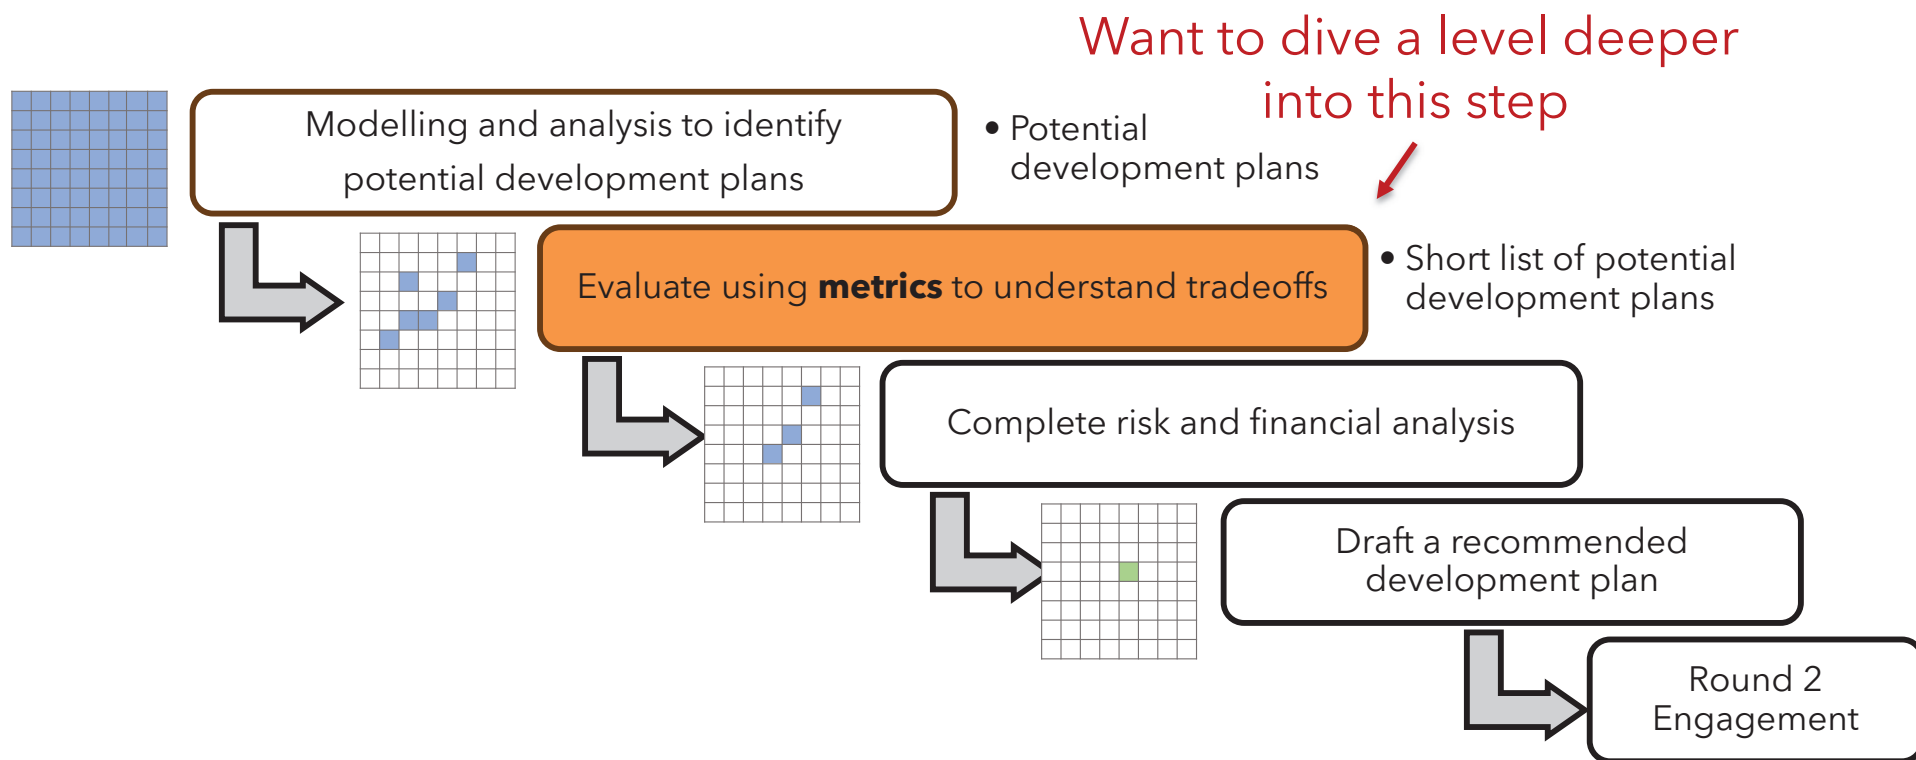 Want to dive a level deeper
into this step
Modelling and analysis to identify
potential development plans
• Potential
development plans
Evaluate using metrics to understand tradeoffs
• Short list of potential
development plans
Complete risk and financial analysis
Draft a recommended
development plan
Round 2
Engagement